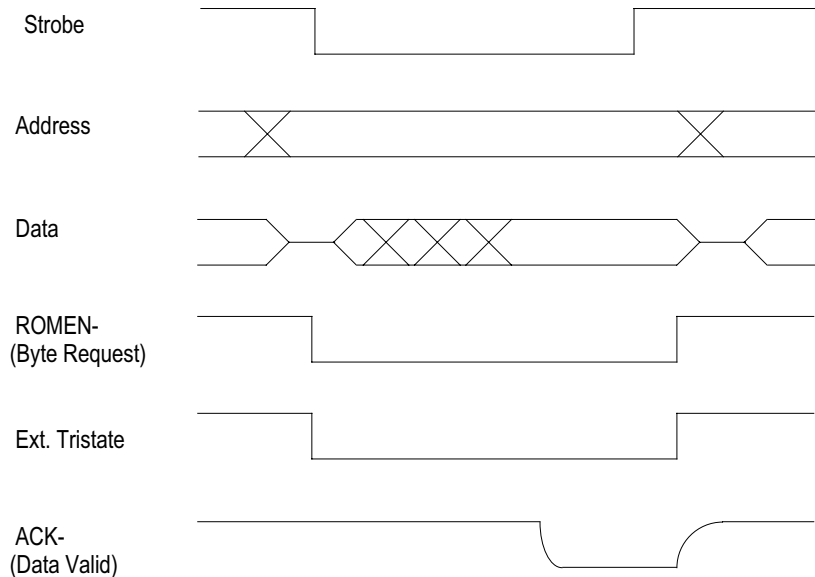 Strobe
Address
Data
ROMEN-
(Byte Request)
Ext. Tristate
ACK-
(Data Valid)